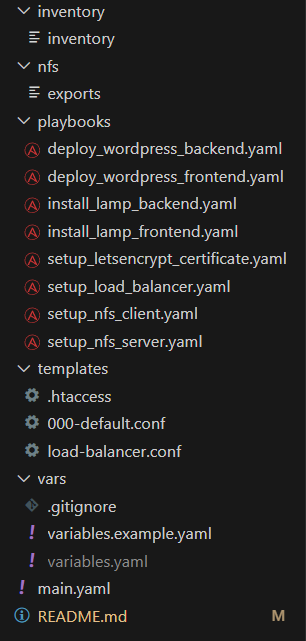 inventory
inventory
nfs
exports
playbooks
deploy_wordpress_backend.yaml
deploy_wordpress_frontend.yaml
install_lamp_backend.yaml
install_lamp_frontend.yaml
setup_letsencrypt_certificate.yaml
setup_load_balancer.yaml
setup_nfs_client.yaml
setup_nfs_server.yaml
templates
.htaccess
000-default.conf
load-balancer.conf
vars
.gitignore
! variables.example.yaml
! variables.yaml
! main.yaml
README.md M